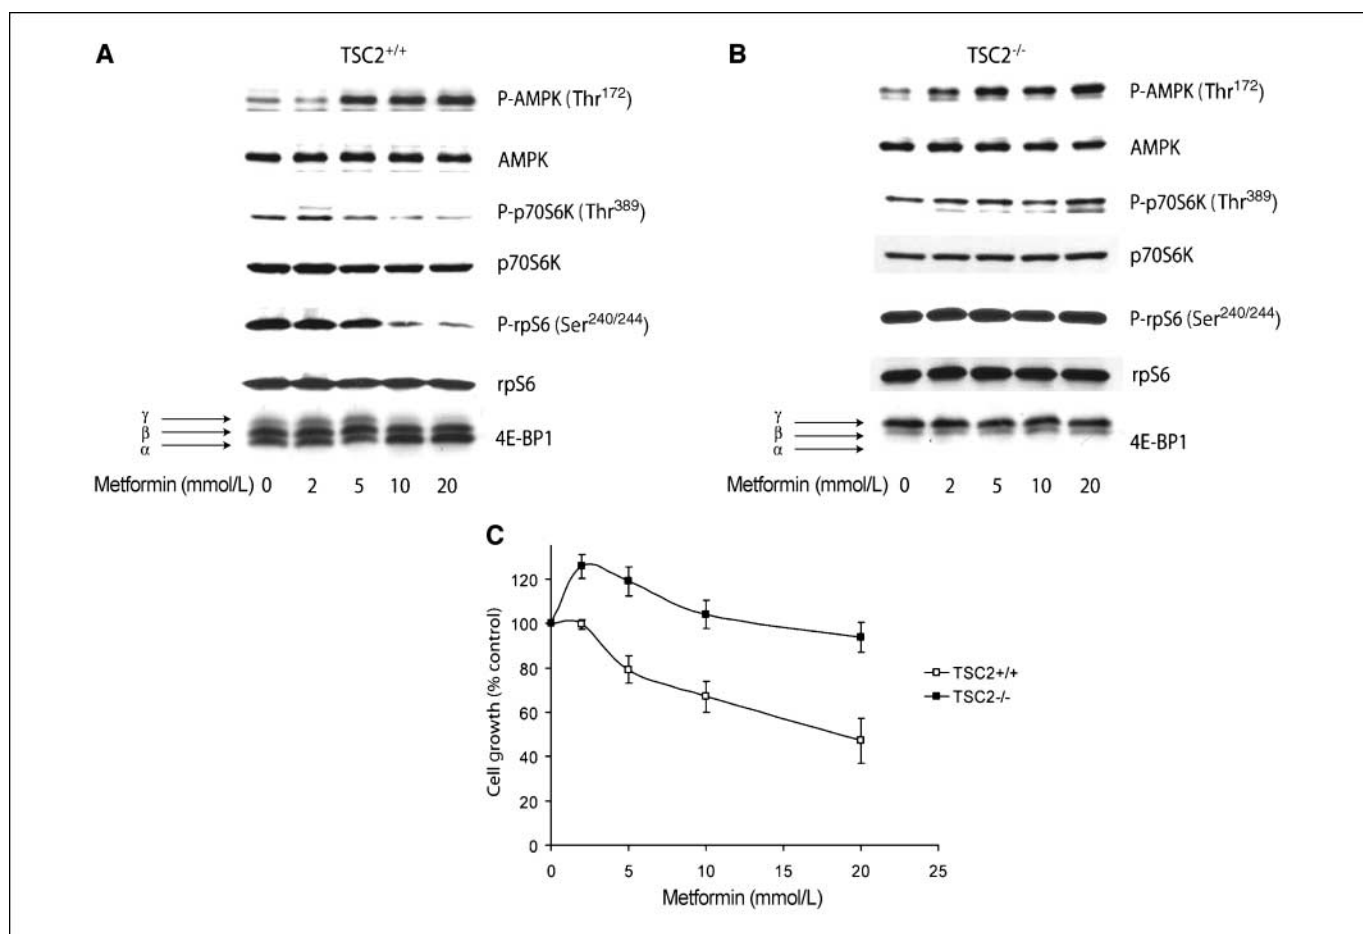 A
TSC2+/+
P-AMPK (Thr172)
AMPK
P-p70S6K (Thr389)
p70S6K
P-rpS6 (Ser240/244)
rpS6
γ
β
α
4E-BP1
Metformin (mmol/L) 0 2 5 10 20
B
TSC2-/-
P-AMPK (Thr172)
AMPK
P-p70S6K (Thr389)
p70S6K
P-rpS6 (Ser240/244)
rpS6
γ
β
α
4E-BP1
Metformin (mmol/L) 0 2 5 10 20
C
Cell growth (% control)
120
100
80
60
40
20
0
0 5 10 15 20 25
Metformin (mmol/L)
TSC2+/+
TSC2-/-